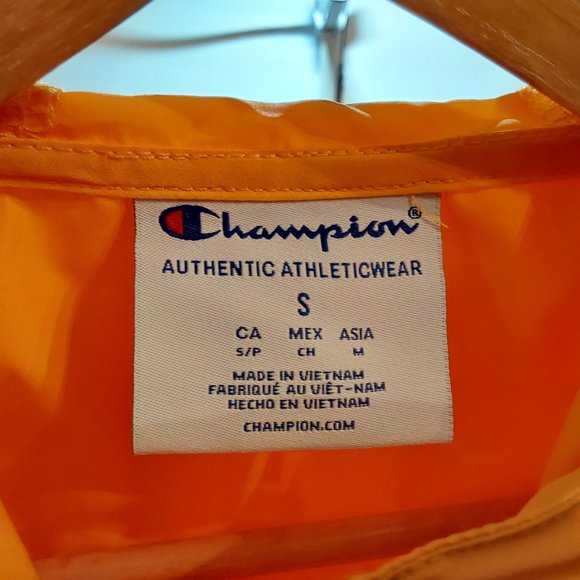 Champion®
AUTHENTIC ATHLETICWEAR
S
CA MEX ASIA
S/P CH M
MADE IN VIETNAM
FABRIQUÉ AU VIÊT-NAM
HECHO EN VIETNAM
CHAMPION.COM